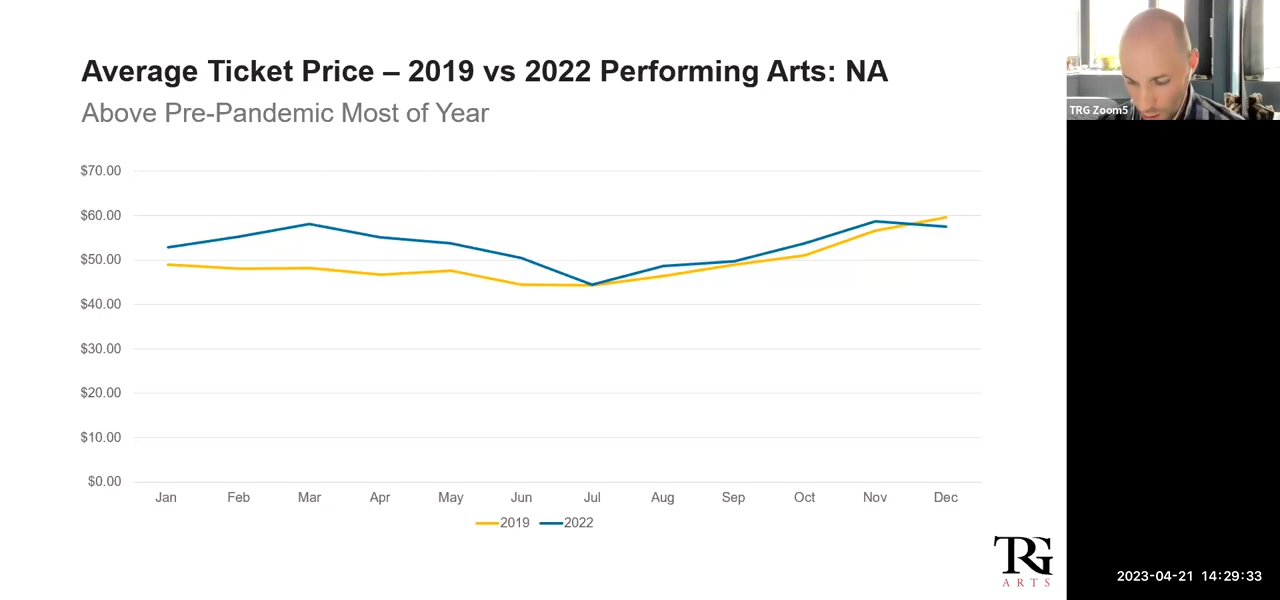 Average Ticket Price – 2019 vs 2022 Performing Arts: NA
Above Pre-Pandemic Most of Year
$70.00
$60.00
$50.00
$40.00
$30.00
$20.00
$10.00
$0.00
Jan Feb Mar Apr May Jun Jul Aug Sep Oct Nov Dec
2019 2022
TRG
ARTS
TRG Zoom5
2023-04-21 14:29:33